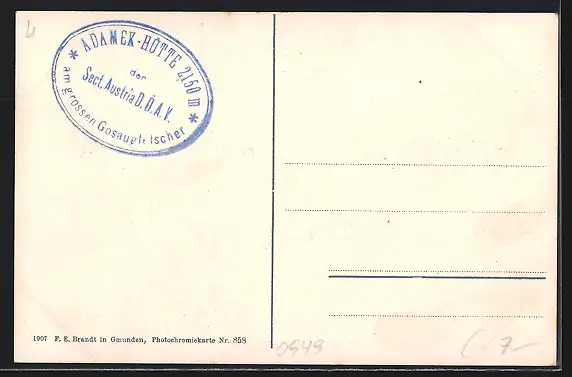 4
* ADAMEK-HÜTTE 2150 m *
der
Sect. Austria D.Ö.A.V.
am grossen Gosaugletscher
1907 F. E. Brandt in Gmunden, Photochromiekarte Nr. 858
0949
7-